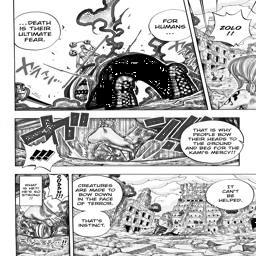 ZOLO
!!
FOR
HUMANS
...
...DEATH
IS THEIR
ULTIMATE
FEAR.
THAT IS WHY
PEOPLE BOW
THEIR HEADS TO
THE GROUND
AND BEG FOR THE
KAMI'S MERCY!!
IT
CAN'T
BE
HELPED.
CREATURES
ARE MADE TO
BOW DOWN
IN THE FACE
OF TERROR.
THAT'S
INSTINCT.